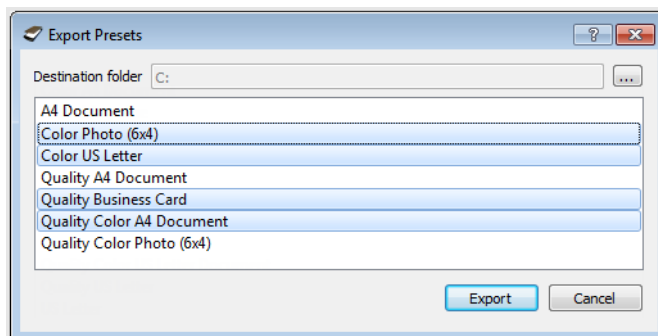 Export Presets
Destination folder C: ...
A4 Document
Color Photo (6x4)
Color US Letter
Quality A4 Document
Quality Business Card
Quality Color A4 Document
Quality Color Photo (6x4)
Export Cancel